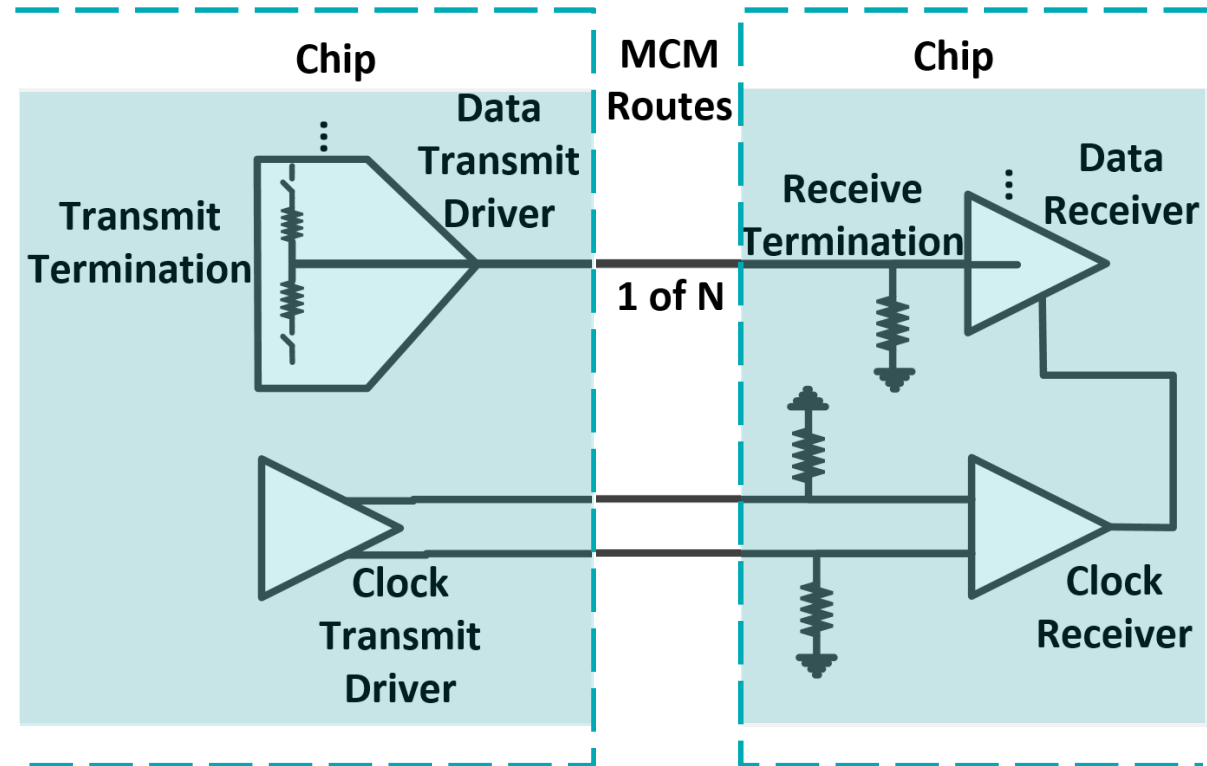 Chip
MCM
Routes
Chip
Data
Transmit
Driver
Transmit
Termination
1 of N
Receive
Termination
Data
Receiver
Clock
Transmit
Driver
Clock
Receiver